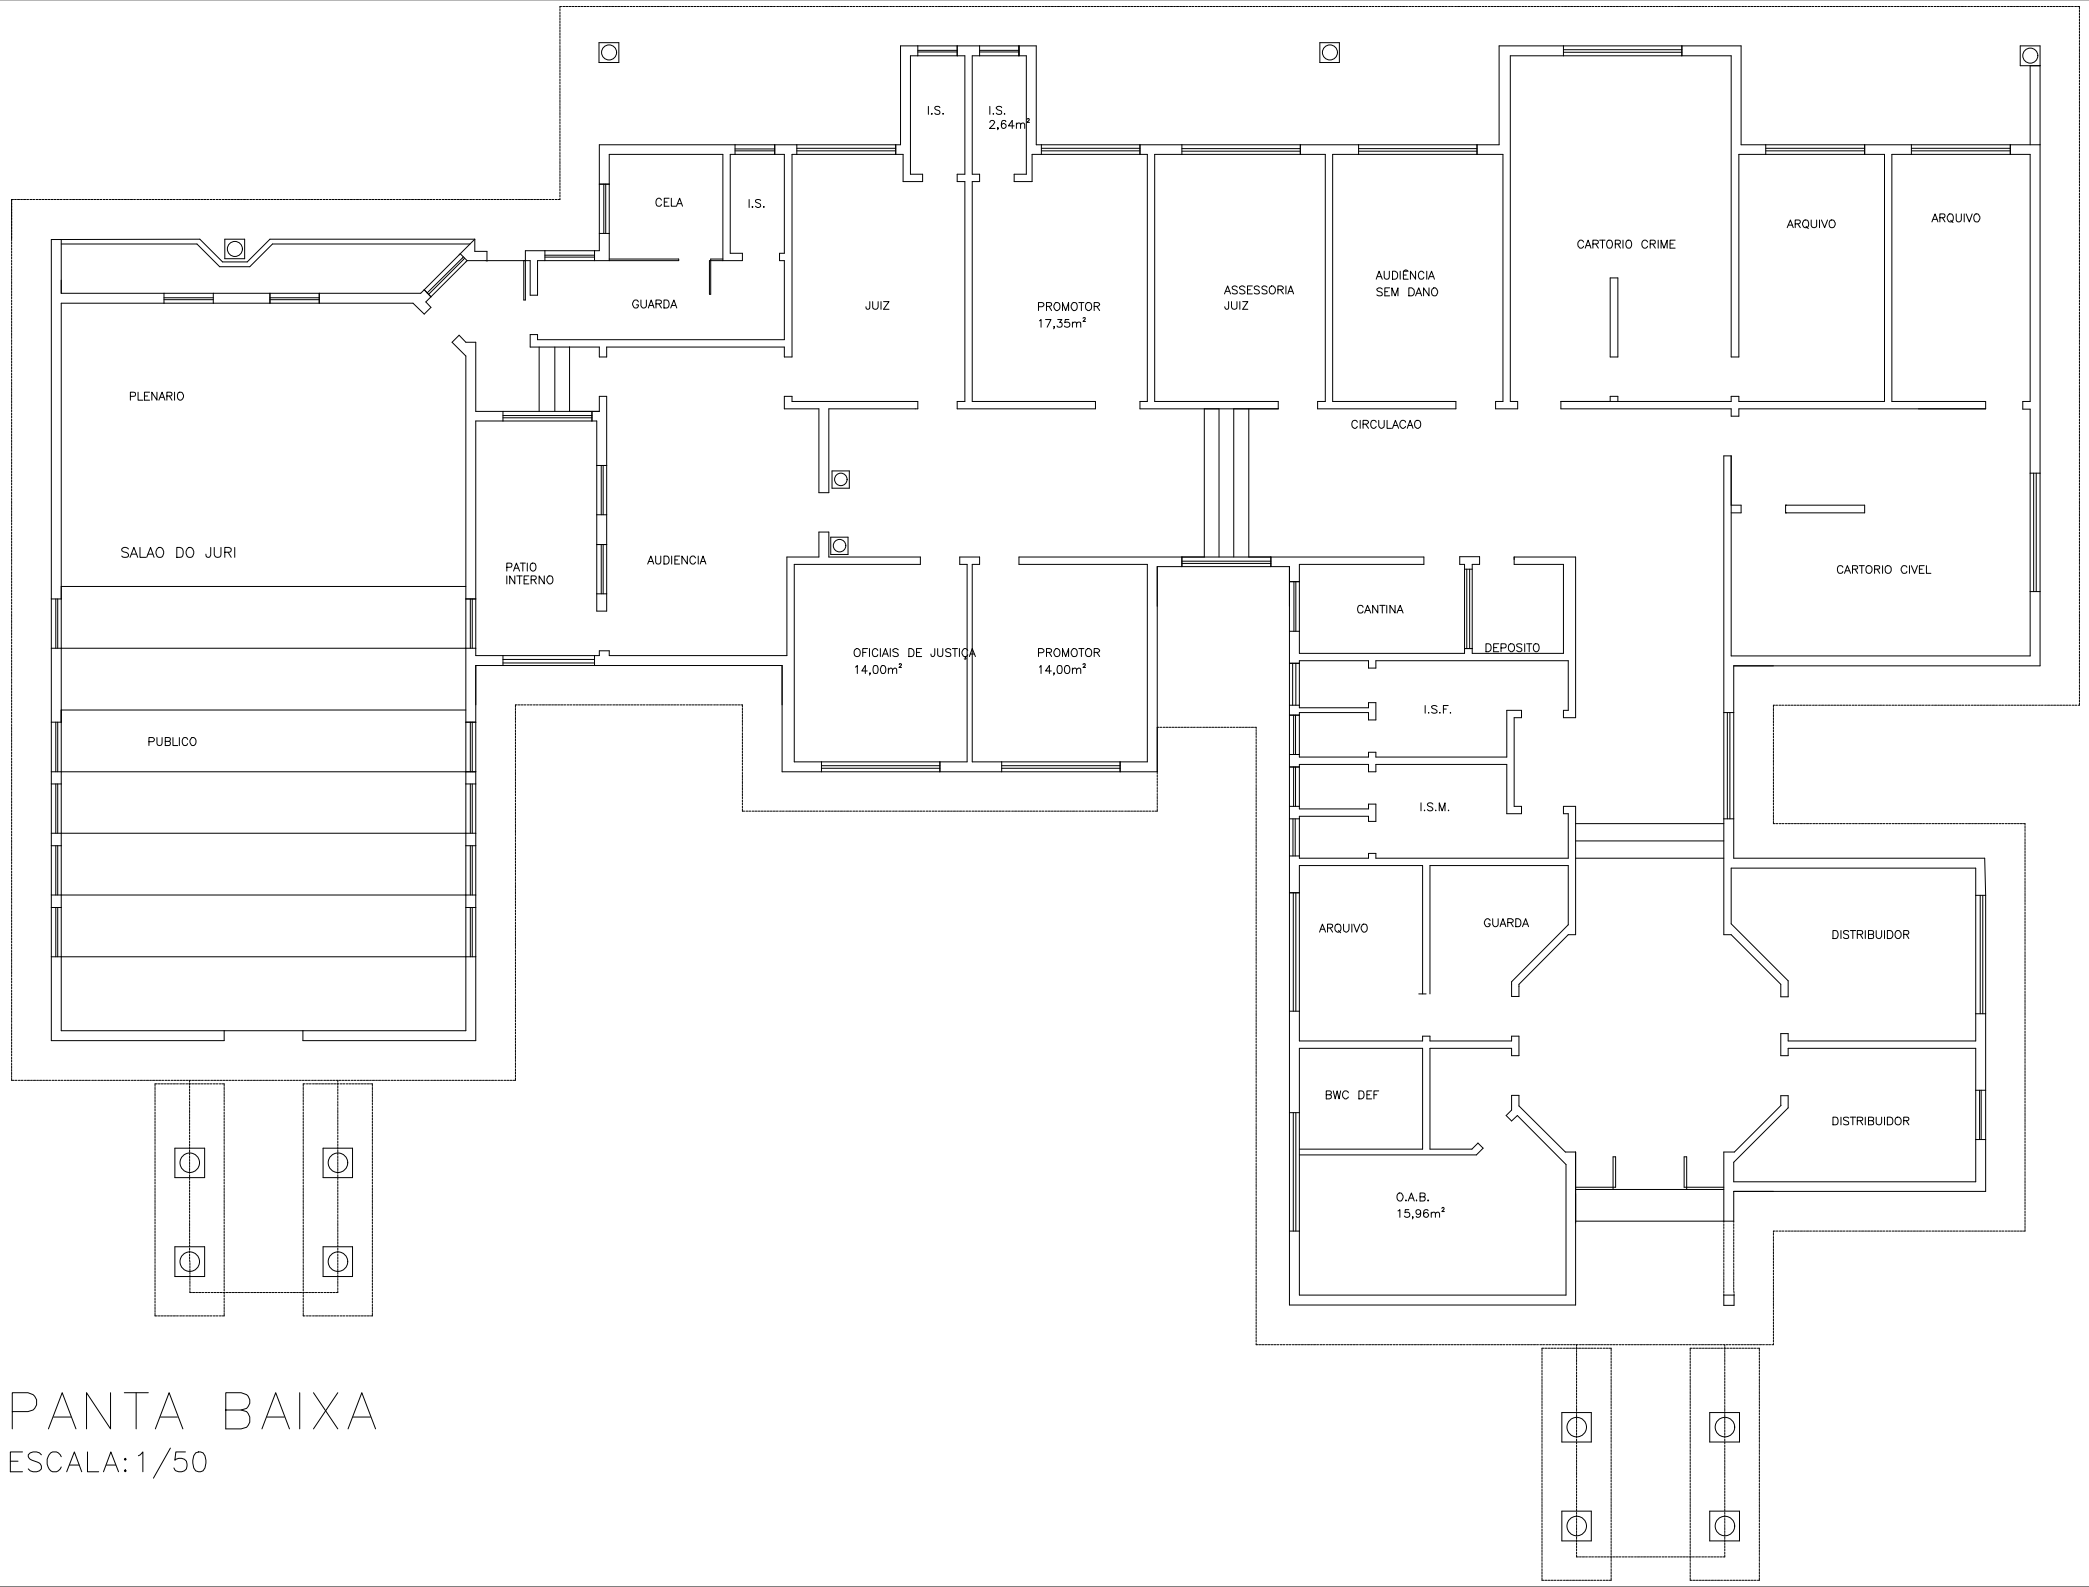 I.S.
I.S.
2,64m²
CELA
I.S.
ARQUIVO
ARQUIVO
CARTORIO CRIME
GUARDA
JUIZ
PROMOTOR
17,35m²
ASSESSORIA
JUIZ
AUDIÊNCIA
SEM DANO
PLENARIO
CIRCULACAO
SALAO DO JURI
PATIO
INTERNO
AUDIENCIA
CARTORIO CIVEL
CANTINA
DEPOSITO
OFICIAIS DE JUSTIÇA
14,00m²
PROMOTOR
14,00m²
I.S.F.
PUBLICO
I.S.M.
ARQUIVO
GUARDA
DISTRIBUIDOR
BWC DEF
DISTRIBUIDOR
O.A.B.
15,96m²
PANTA BAIXA
ESCALA:1/50